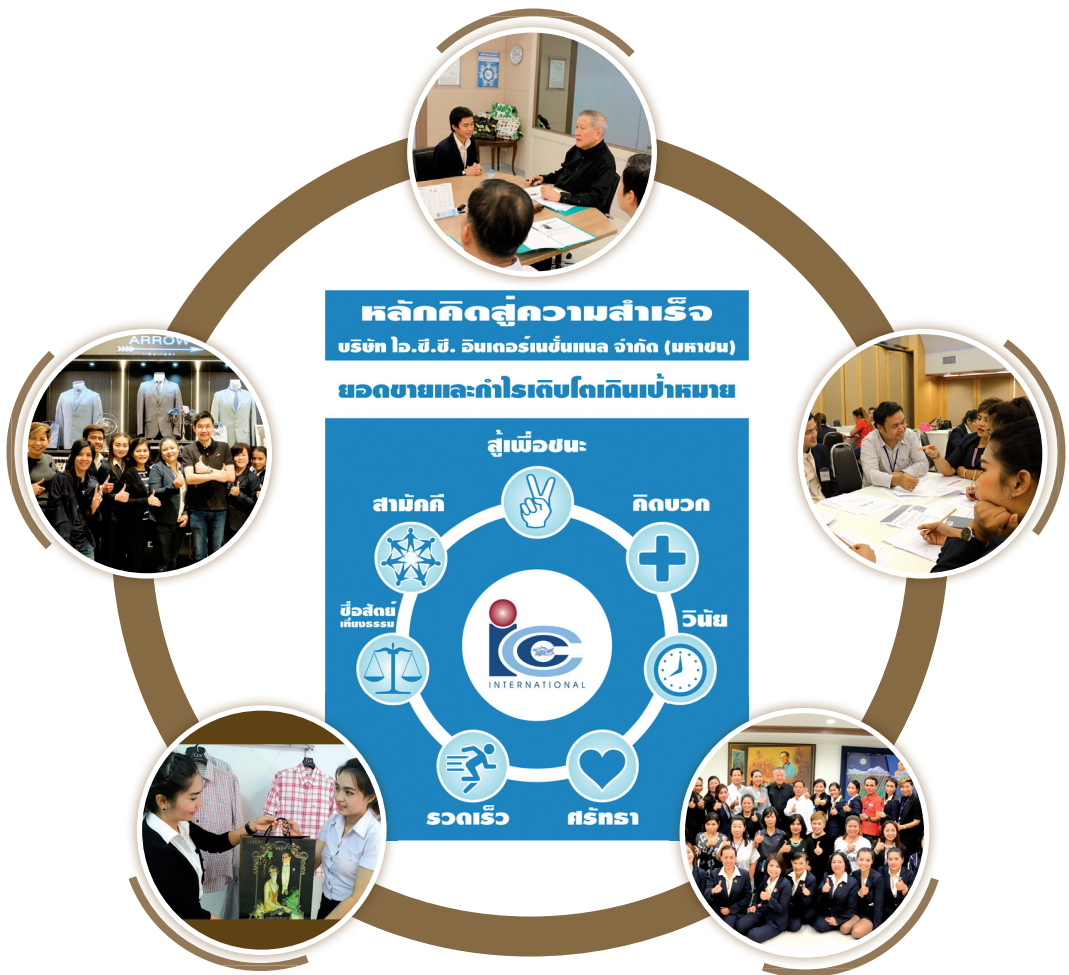 หลักคิดสู่ความสำเร็จ
บริษัท ไอ.ซี.ซี. อินเตอร์เนชั่นแนล จำกัด (มหาชน)
ยอดขายและกำไรเติบโตเกินเป้าหมาย
สู้เพื่อชนะ
สามัคคี
คิดบวก
ซื่อสัตย์
เที่ยงธรรม
วินัย
รวดเร็ว
ศรัทธา
icc
INTERNATIONAL
ARROW